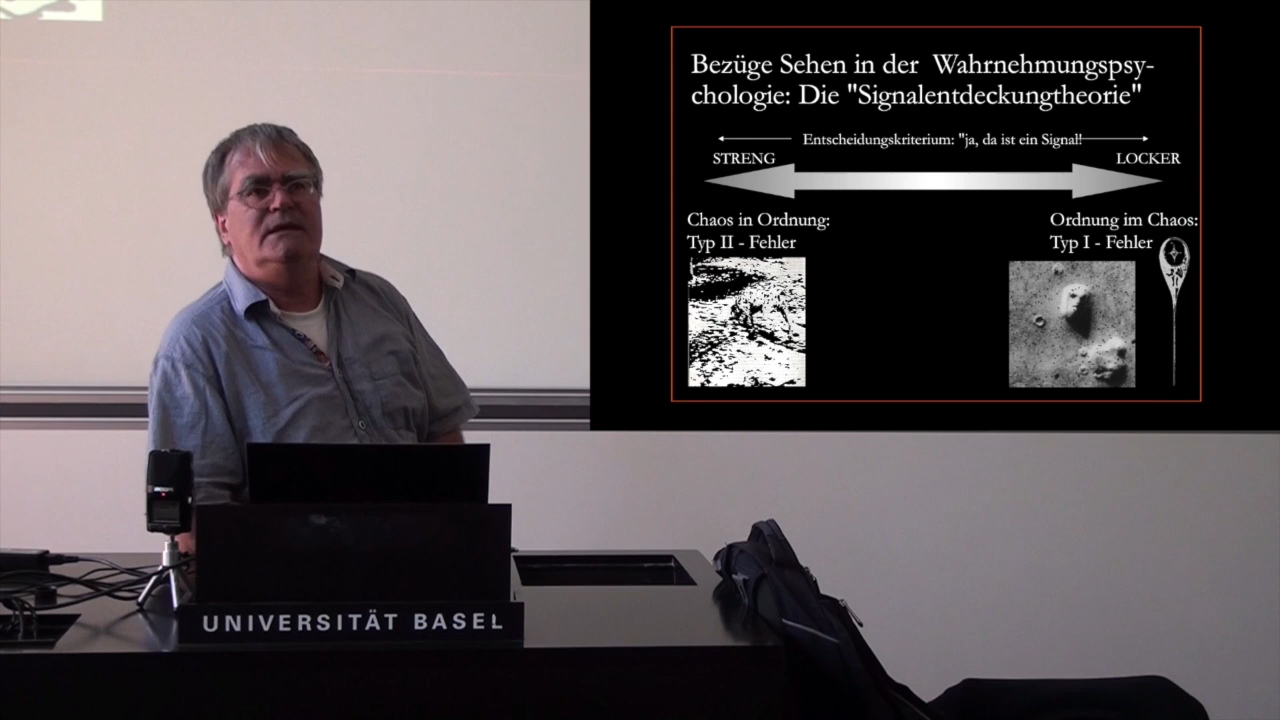 Bezüge Sehen in der Wahrnehmungspsy-
chologie: Die "Signalentdeckungtheorie"
Entscheidungskriterium: "ja, da ist ein Signal!
STRENG
LOCKER
Chaos in Ordnung:
Typ II - Fehler
Ordnung im Chaos:
Typ I - Fehler
UNIVERSITÄT BASEL